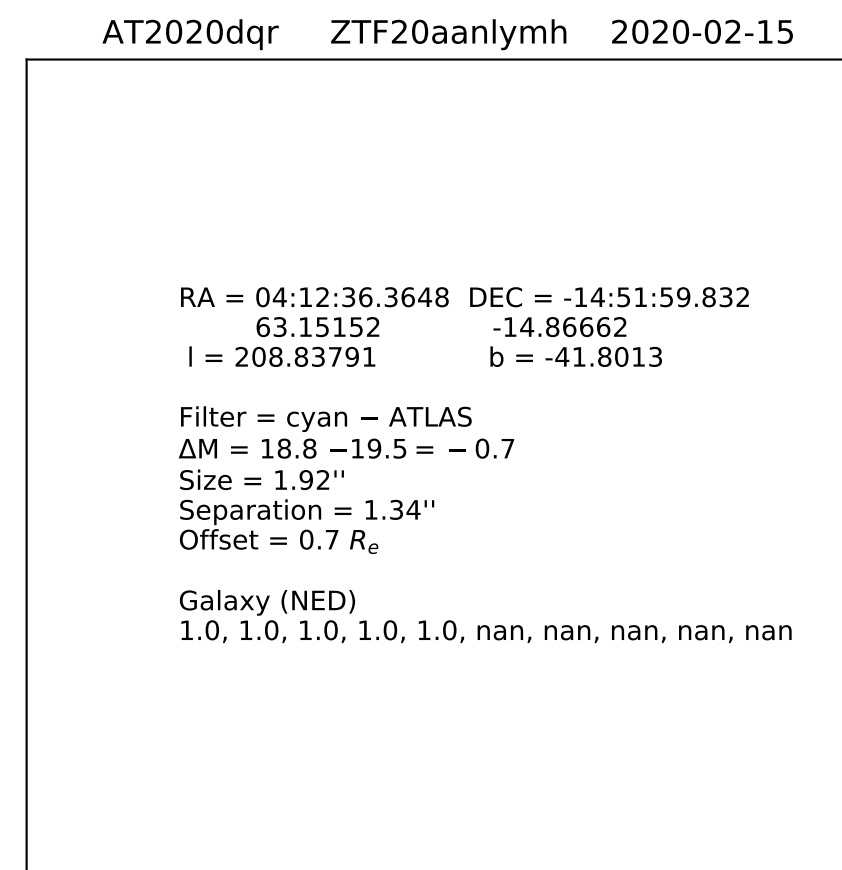 AT2020dqr ZTF20aanlymh 2020-02-15
RA = 04:12:36.3648 DEC = -14:51:59.832
63.15152 -14.86662
l = 208.83791 b = -41.8013
Filter = cyan − ATLAS
ΔM = 18.8 −19.5 = − 0.7
Size = 1.92''
Separation = 1.34''
Offset = 0.7 Re
Galaxy (NED)
1.0, 1.0, 1.0, 1.0, 1.0, nan, nan, nan, nan, nan